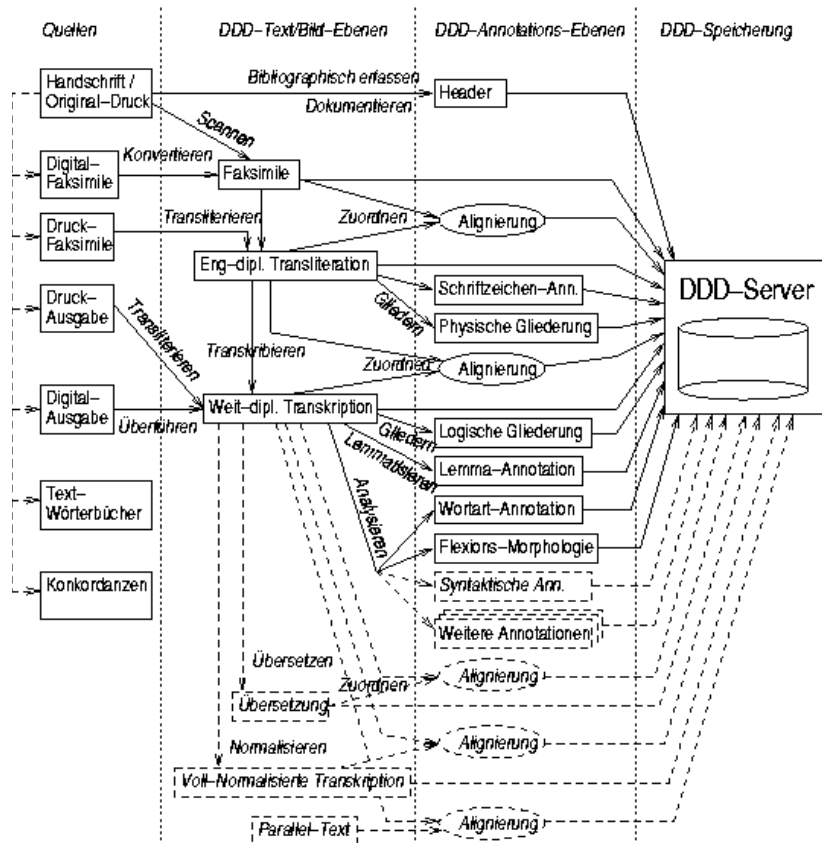 Quellen
DDD–Text/Bild–Ebenen
DDD–Annotations–Ebenen
DDD–Speicherung
Handschrift /
Original–Druck
Bibliographisch erfassen
Dokumentieren
Header
Scannen
Digital–
Faksimile
Konvertieren
Faksimile
Druck–
Faksimile
Transliterieren
Zuordnen
Alignierung
Eng–dipl. Transliteration
Schriftzeichen–Ann.
Gliedern
Physische Gliederung
DDD–Server
Druck–
Ausgabe
Transliterieren
Transkribieren
Zuordnen
Alignierung
Digital–
Ausgabe
Überführen
Weit–dipl. Transkription
Gliedern
Logische Gliederung
Lemmatisieren
Lemma–Annotation
Analysieren
Text–
Wörterbücher
Wortart–Annotation
Flexions–Morphologie
Konkordanzen
Syntaktische Ann.
Weitere Annotationen
Übersetzen
Zuordnen
Alignierung
Übersetzung
Normalisieren
Alignierung
Voll–Normalisierte Transkription
Parallel–Text
Alignierung